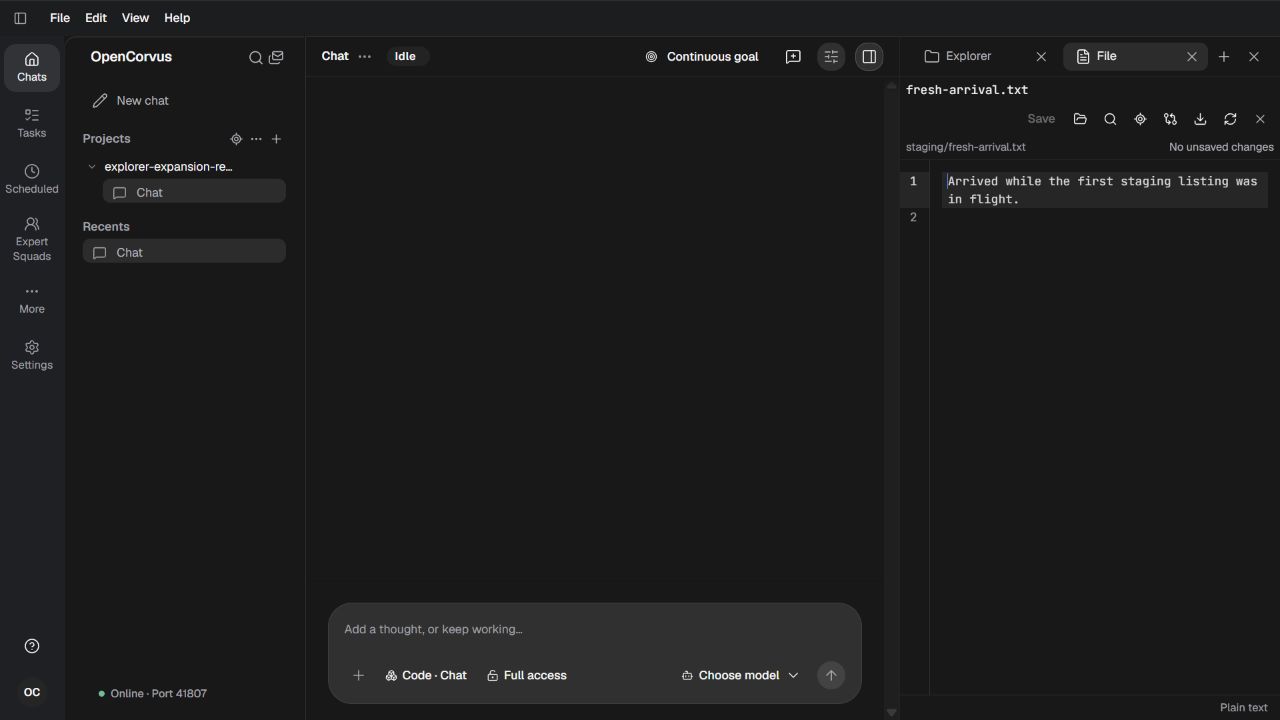 File Edit View Help
Chats
Tasks
Scheduled
Expert
Squads
More
Settings
OC
OpenCorvus
New chat
Projects
explorer-expansion-re...
Chat
Recents
Chat
Online · Port 41807
Chat ··· Idle Continuous goal
Add a thought, or keep working...
Code · Chat Full access Choose model
Explorer File
fresh-arrival.txt
Save
staging/fresh-arrival.txt No unsaved changes
1 Arrived while the first staging listing was
in flight.
2
Plain text